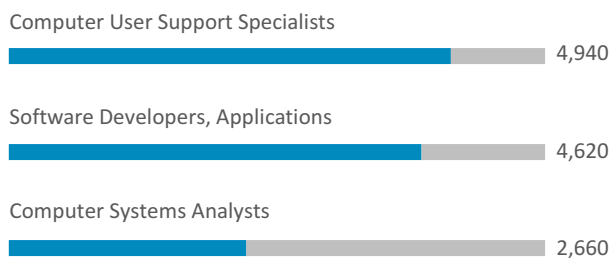 Computer User Support Specialists
4,940
Software Developers, Applications
4,620
Computer Systems Analysts
2,660